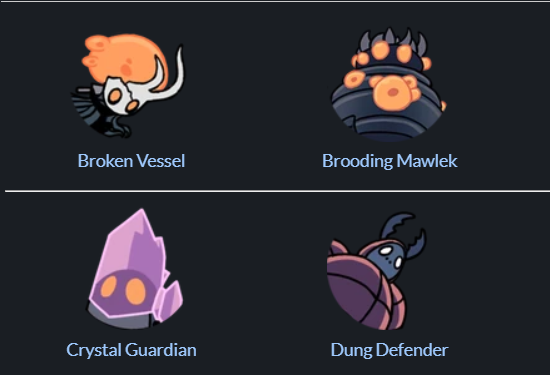 Broken Vessel
Brooding Mawlek
Crystal Guardian
Dung Defender